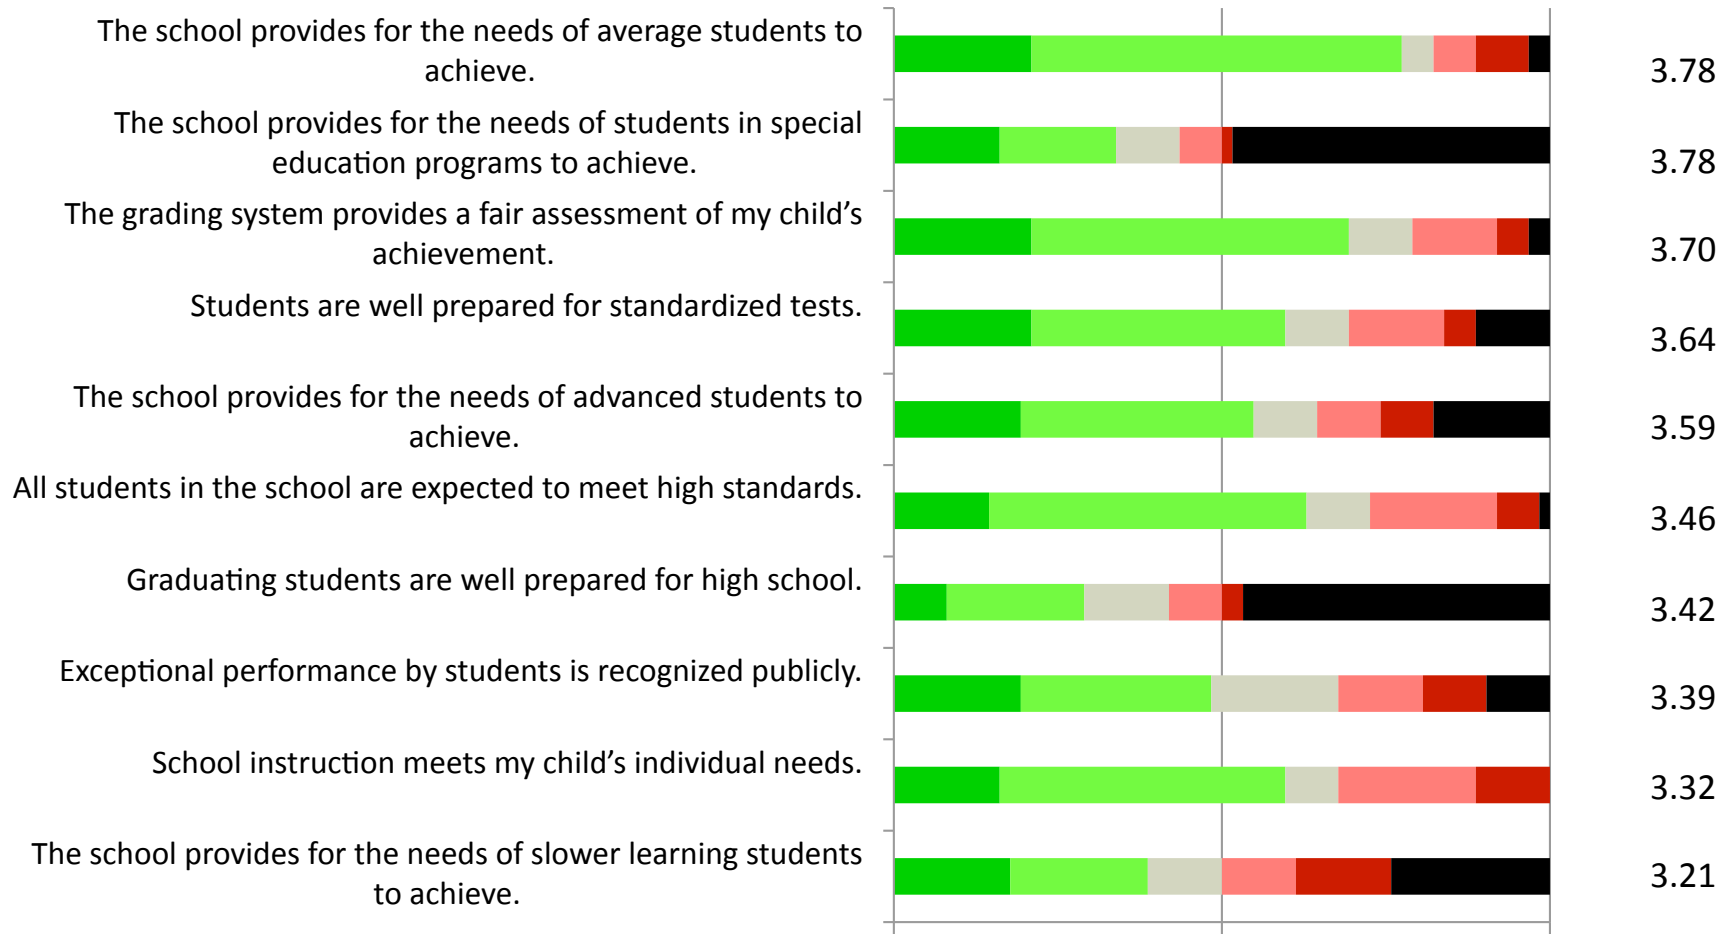 The school provides for the needs of average students to
achieve.
3.78
The school provides for the needs of students in special
education programs to achieve.
3.78
The grading system provides a fair assessment of my child’s
achievement.
3.70
Students are well prepared for standardized tests.
3.64
The school provides for the needs of advanced students to
achieve.
3.59
All students in the school are expected to meet high standards.
3.46
Graduating students are well prepared for high school.
3.42
Exceptional performance by students is recognized publicly.
3.39
School instruction meets my child’s individual needs.
3.32
The school provides for the needs of slower learning students
to achieve.
3.21